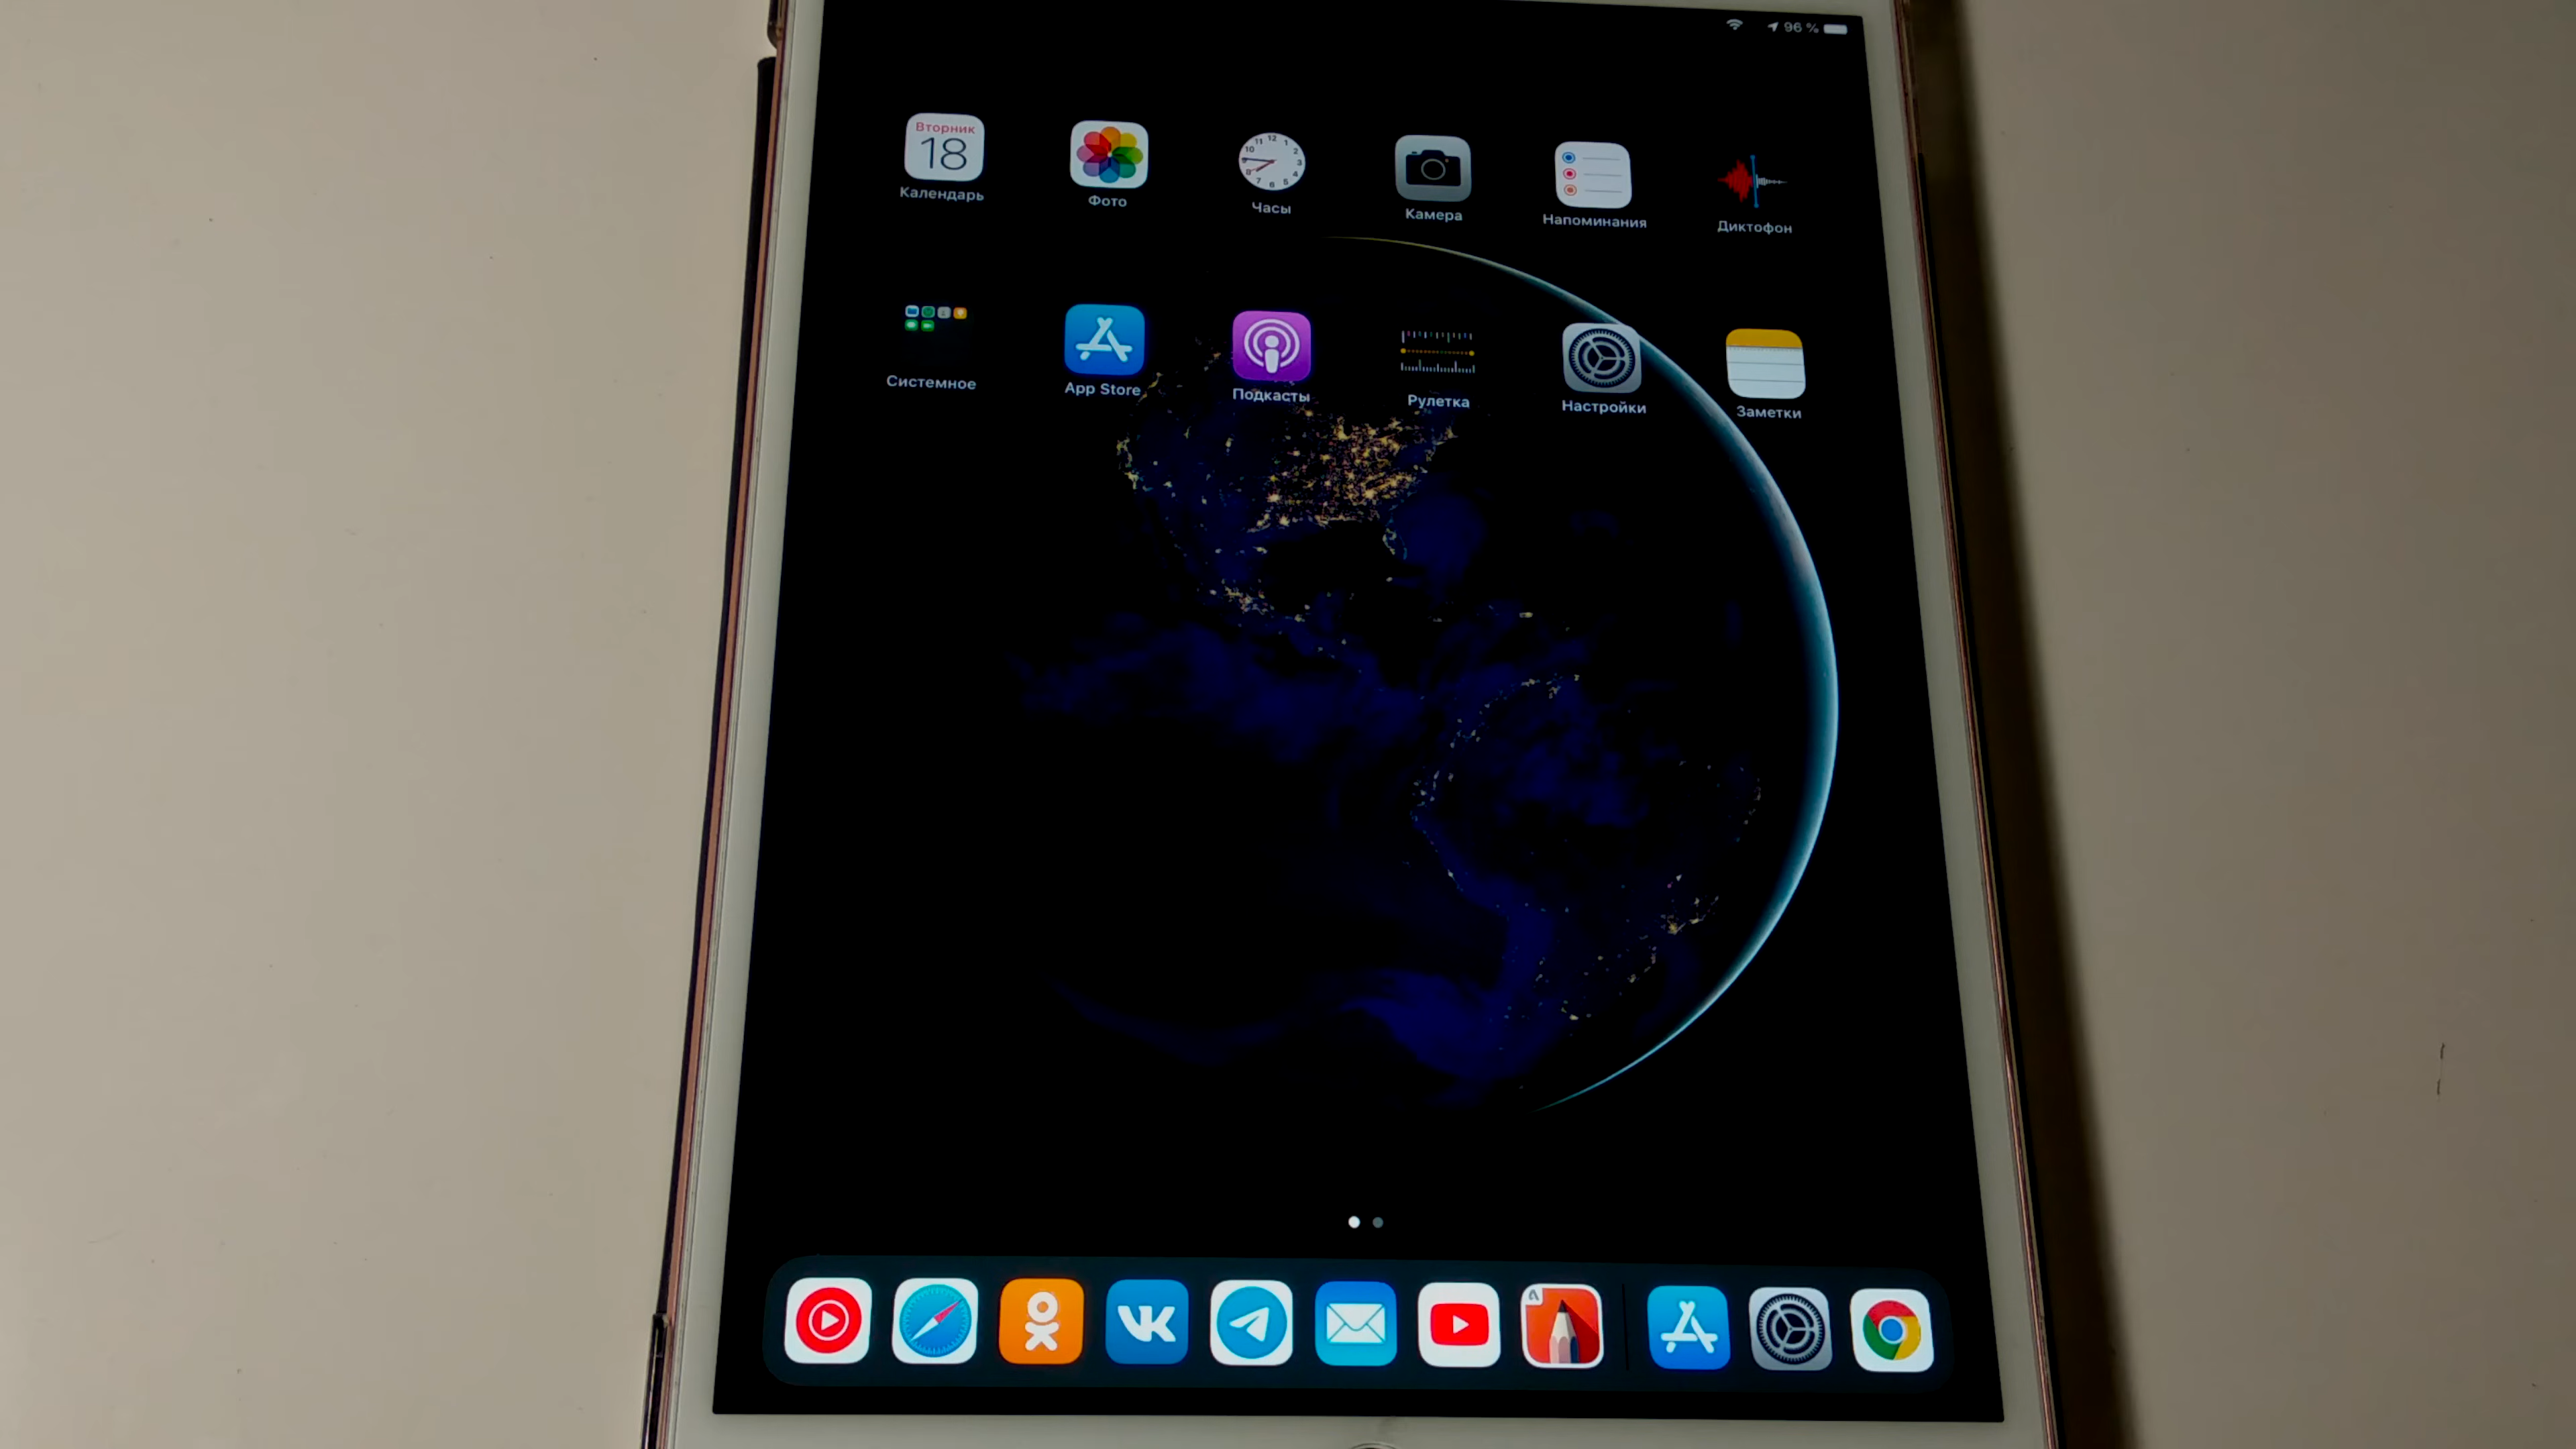 96 %
Вторник
18
Календарь
Фото
Часы
Камера
Напоминания
Диктофон
Системное
App Store
Подкасты
Рулетка
Настройки
Заметки